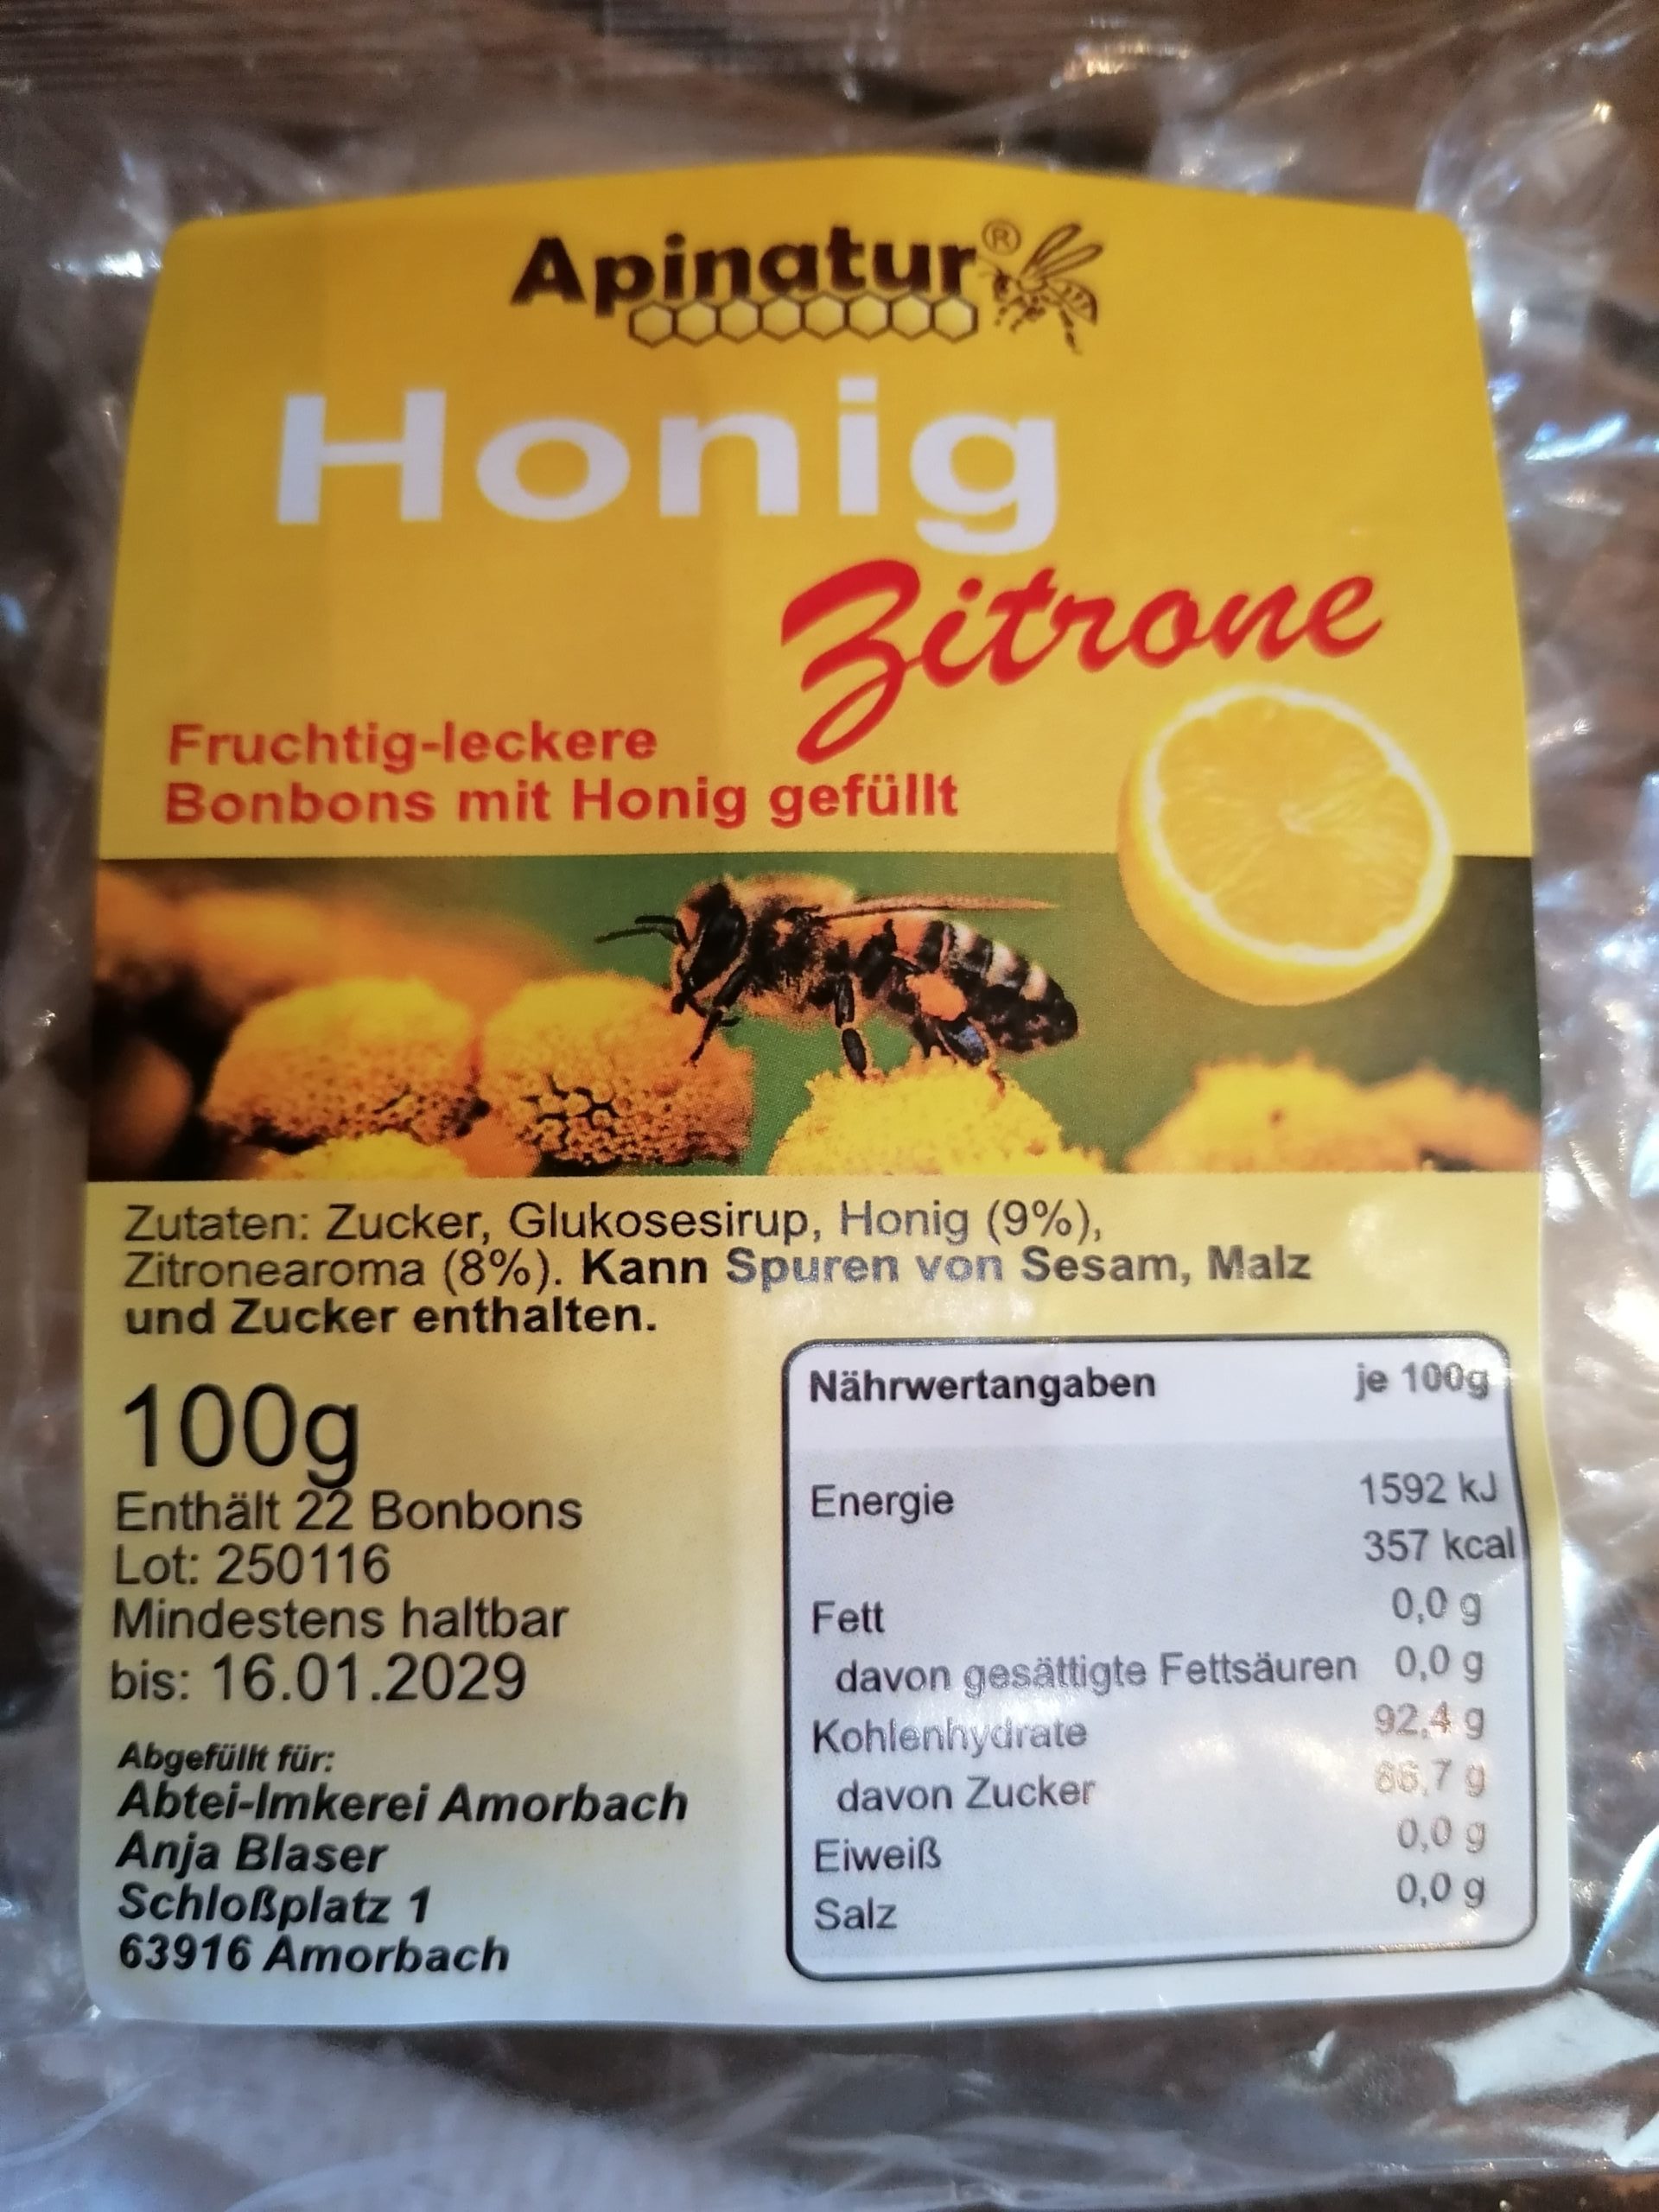 Apinatur®
Honig
Zitrone
Fruchtig-leckere
Bonbons mit Honig gefüllt
Zutaten: Zucker, Glukosesirup, Honig (9%),
Zitronearoma (8%). Kann Spuren von Sesam, Malz
und Zucker enthalten.
100g
Enthält 22 Bonbons
Lot: 250116
Mindestens haltbar
bis: 16.01.2029
Abgefüllt für:
Abtei-Imkerei Amorbach
Anja Blaser
Schloßplatz 1
63916 Amorbach
Nährwertangaben je 100g
Energie 1592 kJ
357 kcal
Fett 0,0 g
davon gesättigte Fettsäuren 0,0 g
Kohlenhydrate 92,4 g
davon Zucker
Eiweiß 0,0 g
Salz 0,0 g